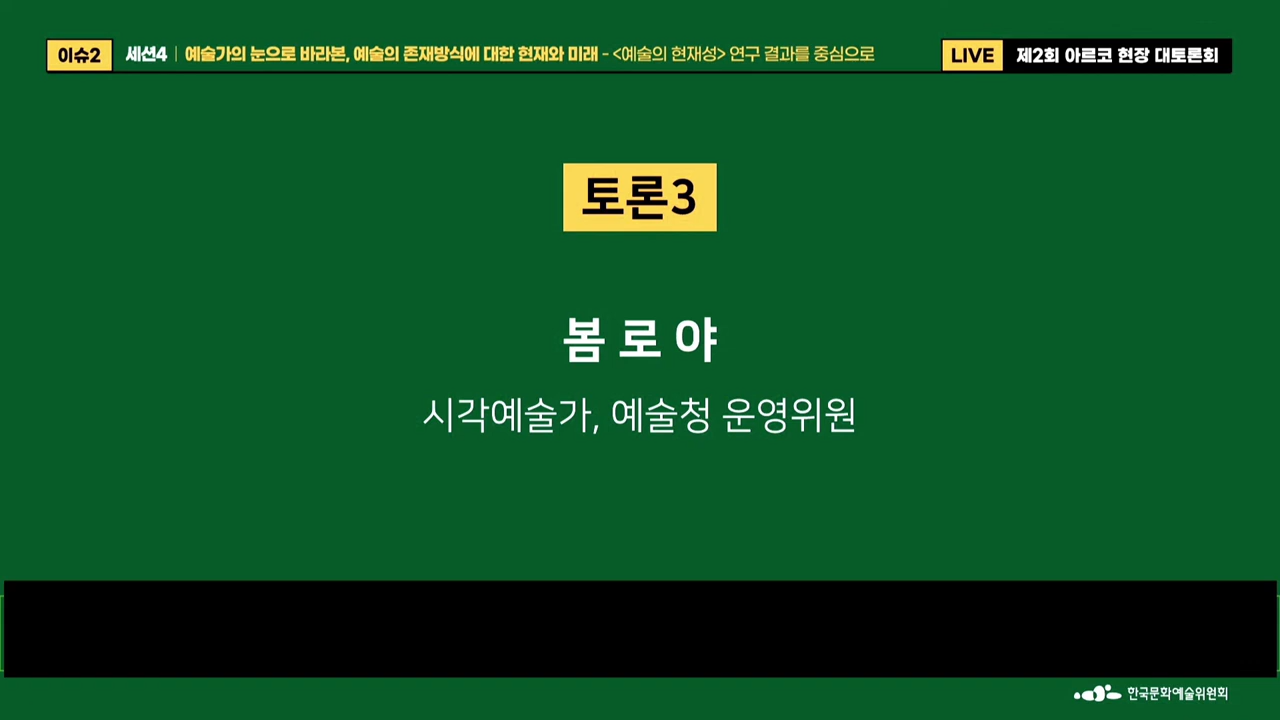 이슈2 세션4 | 예술가의 눈으로 바라본, 예술의 존재방식에 대한 현재와 미래 - <예술의 현재성> 연구 결과를 중심으로 LIVE 제2회 아르코 현장 대토론회
토론3
봄 로 야
시각예술가, 예술청 운영위원
한국문화예술위원회